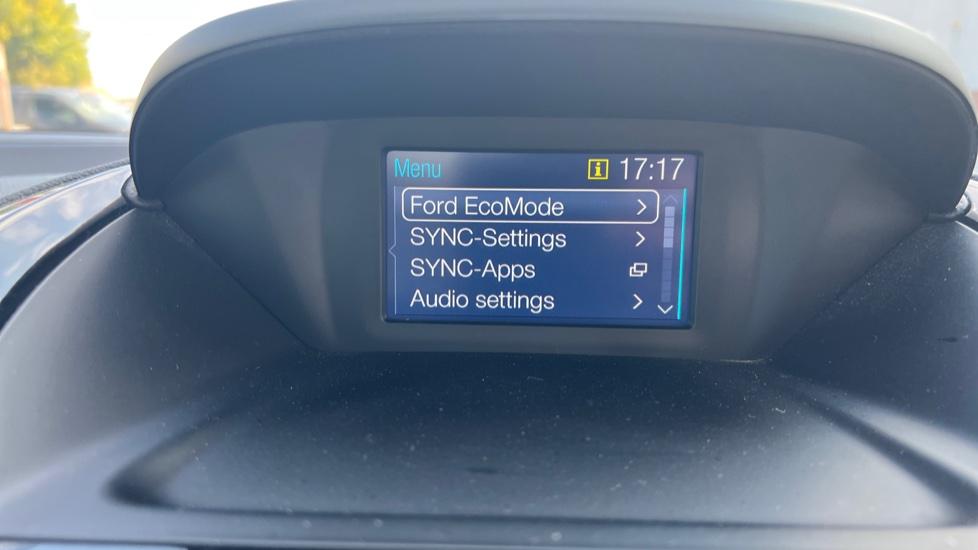 Menu 17:17
Ford EcoMode
SYNC-Settings
SYNC-Apps
Audio settings